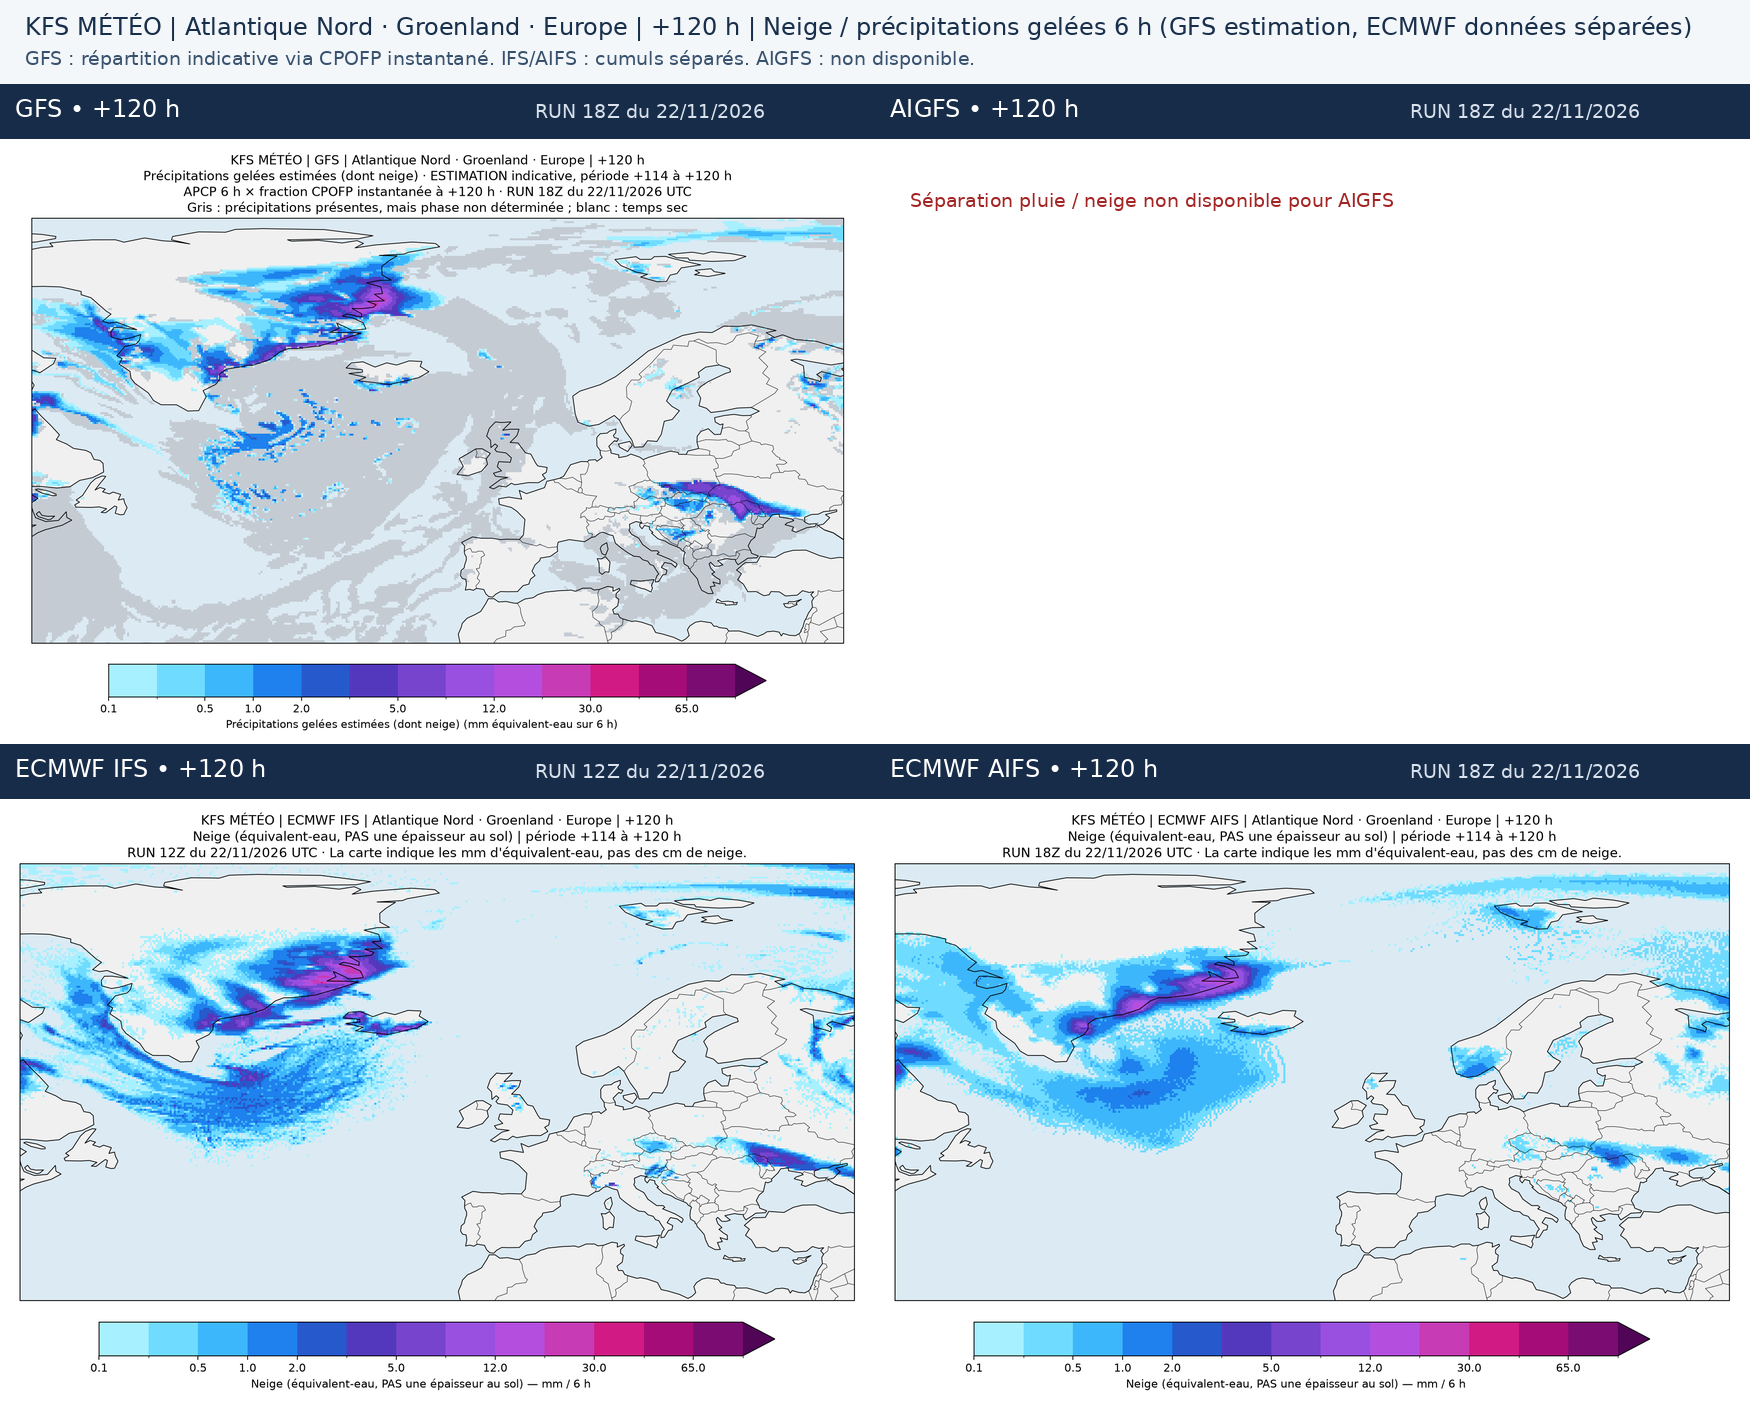 KFS MÉTÉO | Atlantique Nord · Groenland · Europe | +120 h | Neige / précipitations gelées 6 h (GFS estimation, ECMWF données séparées)
GFS : répartition indicative via CPOFP instantané. IFS/AIFS : cumuls séparés. AIGFS : non disponible.
GFS • +120 h
RUN 18Z du 22/11/2026
AIGFS • +120 h
RUN 18Z du 22/11/2026
KFS MÉTÉO | GFS | Atlantique Nord · Groenland · Europe | +120 h
Précipitations gelées estimées (dont neige) · ESTIMATION indicative, période +114 à +120 h
APCP 6 h × fraction CPOFP instantanée à +120 h · RUN 18Z du 22/11/2026 UTC
Gris : précipitations présentes, mais phase non déterminée ; blanc : temps sec
Séparation pluie / neige non disponible pour AIGFS
0.1 0.5 1.0 2.0 5.0 12.0 30.0 65.0
Précipitations gelées estimées (dont neige) (mm équivalent-eau sur 6 h)
ECMWF IFS • +120 h
RUN 12Z du 22/11/2026
ECMWF AIFS • +120 h
RUN 18Z du 22/11/2026
KFS MÉTÉO | ECMWF IFS | Atlantique Nord · Groenland · Europe | +120 h
Neige (équivalent-eau, PAS une épaisseur au sol) | période +114 à +120 h
RUN 12Z du 22/11/2026 UTC · La carte indique les mm d'équivalent-eau, pas des cm de neige.
KFS MÉTÉO | ECMWF AIFS | Atlantique Nord · Groenland · Europe | +120 h
Neige (équivalent-eau, PAS une épaisseur au sol) | période +114 à +120 h
RUN 18Z du 22/11/2026 UTC · La carte indique les mm d'équivalent-eau, pas des cm de neige.
0.1 0.5 1.0 2.0 5.0 12.0 30.0 65.0
Neige (équivalent-eau, PAS une épaisseur au sol) — mm / 6 h
0.1 0.5 1.0 2.0 5.0 12.0 30.0 65.0
Neige (équivalent-eau, PAS une épaisseur au sol) — mm / 6 h